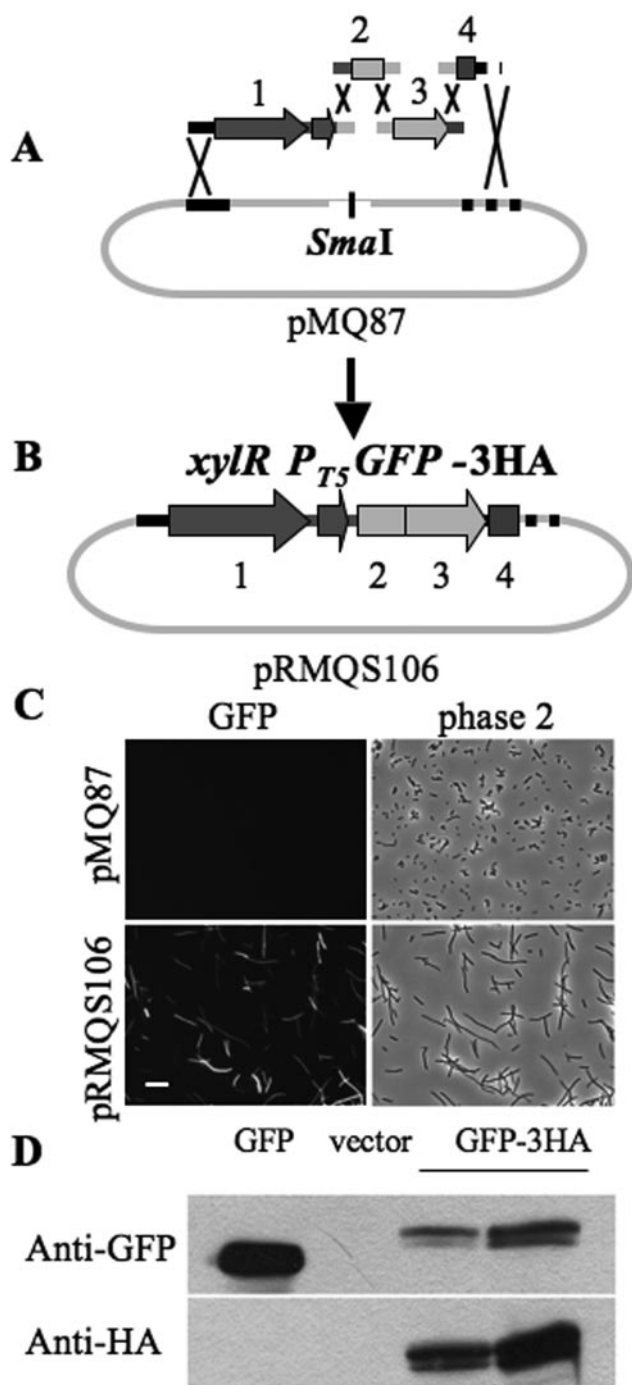 2 4
1 3
A
SmaI
pMQ87
B xylR PT5 GFP -3HA
1 2 3 4
pRMQS106
C GFP phase 2
pMQ87
pRMQS106
D GFP vector GFP-3HA
Anti-GFP
Anti-HA